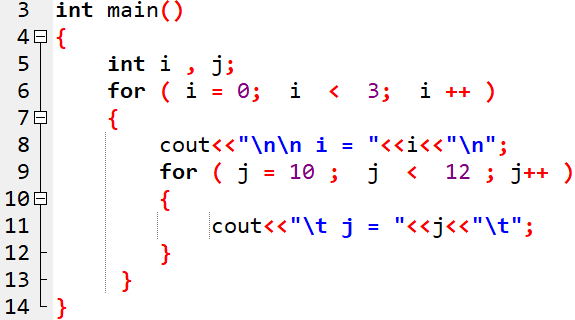 3 int main()
4 {
5 int i , j;
6 for ( i = 0; i < 3; i ++ )
7 {
8 cout<<"\n\n i = "<<i<<"\n";
9 for ( j = 10 ; j < 12 ; j++ )
10 {
11 cout<<"\t j = "<<j<<"\t";
12 }
13 }
14 }